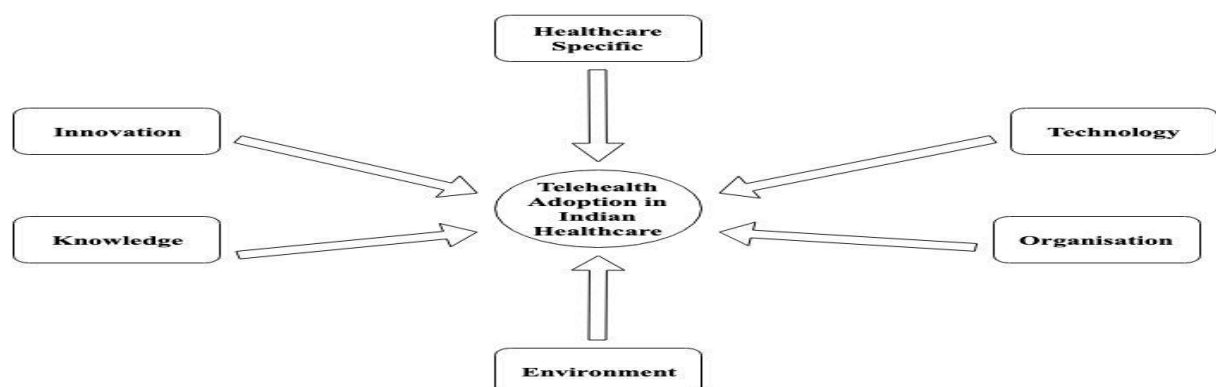 Healthcare
Specific
Innovation
Technology
Telehealth
Adoption in
Indian
Healthcare
Knowledge
Organisation
Environment